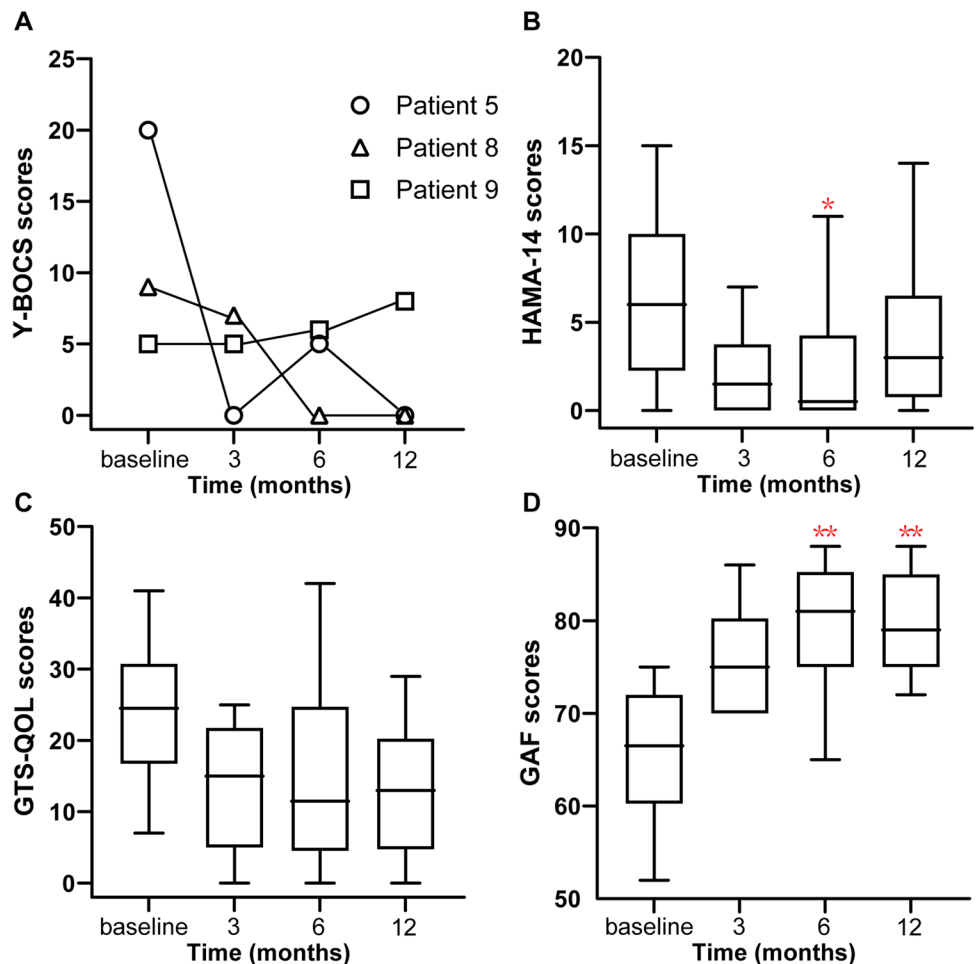 A
Y-BOCS scores
25
20
15
10
5
0
Patient 5
Patient 8
Patient 9
baseline 3 6 12
Time (months)
B
HAMA-14 scores
20
15
10
5
0
*
baseline 3 6 12
Time (months)
C
GTS-QOL scores
50
40
30
20
10
0
baseline 3 6 12
Time (months)
D
GAF scores
90
80
70
60
50
** **
baseline 3 6 12
Time (months)